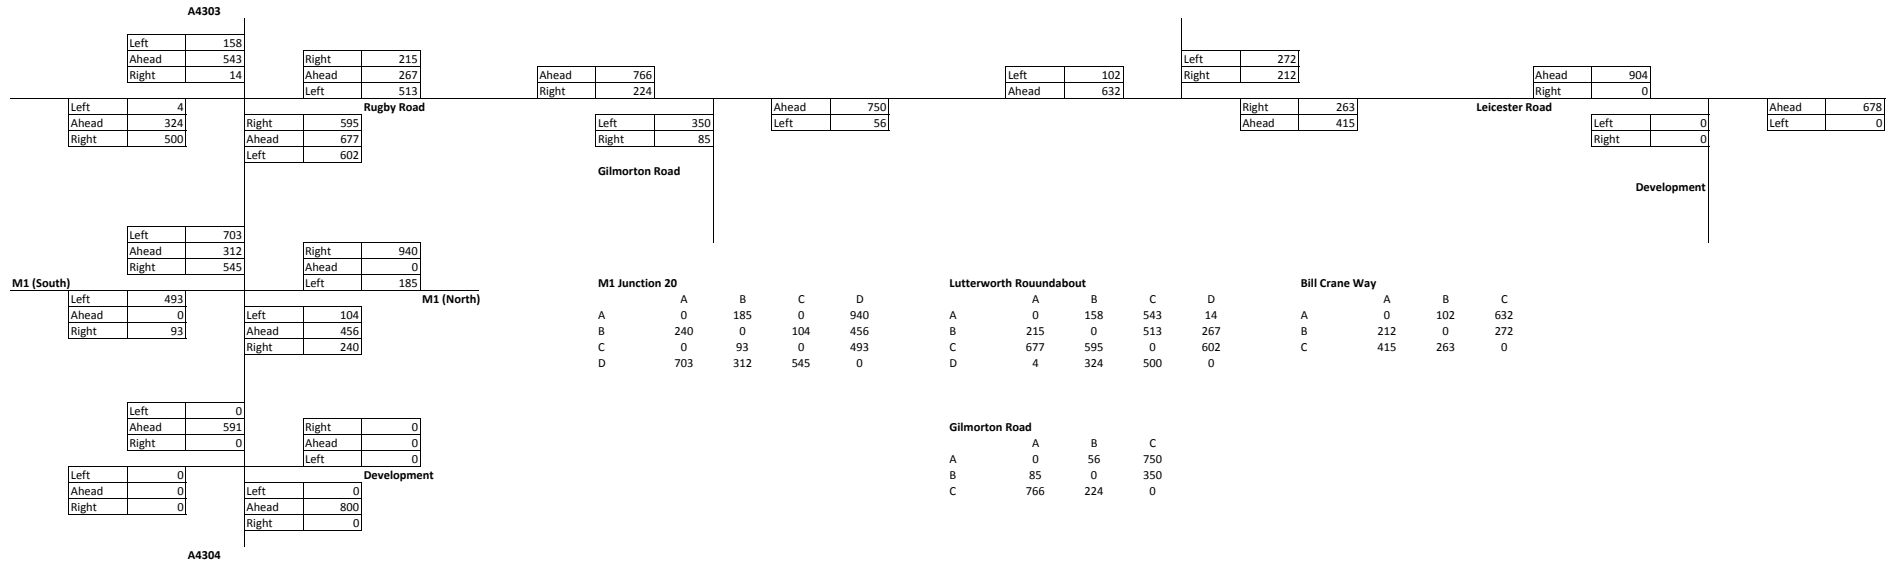 A4303
Left 158
Ahead 543
Right 14
Right 215
Ahead 267
Left 513
Ahead 766
Right 224
Left 102
Ahead 632
Left 272
Right 212
Ahead 904
Right 0
Left 4
Ahead 324
Right 500
Rugby Road
Right 595
Ahead 677
Left 602
Left 350
Right 85
Gilmorton Road
Ahead 750
Left 56
Right 263
Ahead 415
Leicester Road
Left 0
Right 0
Development
Ahead 678
Left 0
Left 703
Ahead 312
Right 545
Right 940
Ahead 0
Left 185
M1 (South)
M1 (North)
Left 493
Ahead 0
Right 93
Left 104
Ahead 456
Right 240
M1 Junction 20
A B C D
A 0 185 0 940
B 240 0 104 456
C 0 93 0 493
D 703 312 545 0
Lutterworth Rouundabout
A B C D
A 0 158 543 14
B 215 0 513 267
C 677 595 0 602
D 4 324 500 0
Bill Crane Way
A B C
A 0 102 632
B 212 0 272
C 415 263 0
Left 0
Ahead 591
Right 0
Right 0
Ahead 0
Left 0
Development
Left 0
Ahead 0
Right 0
Left 0
Ahead 800
Right 0
A4304
Gilmorton Road
A B C
A 0 56 750
B 85 0 350
C 766 224 0